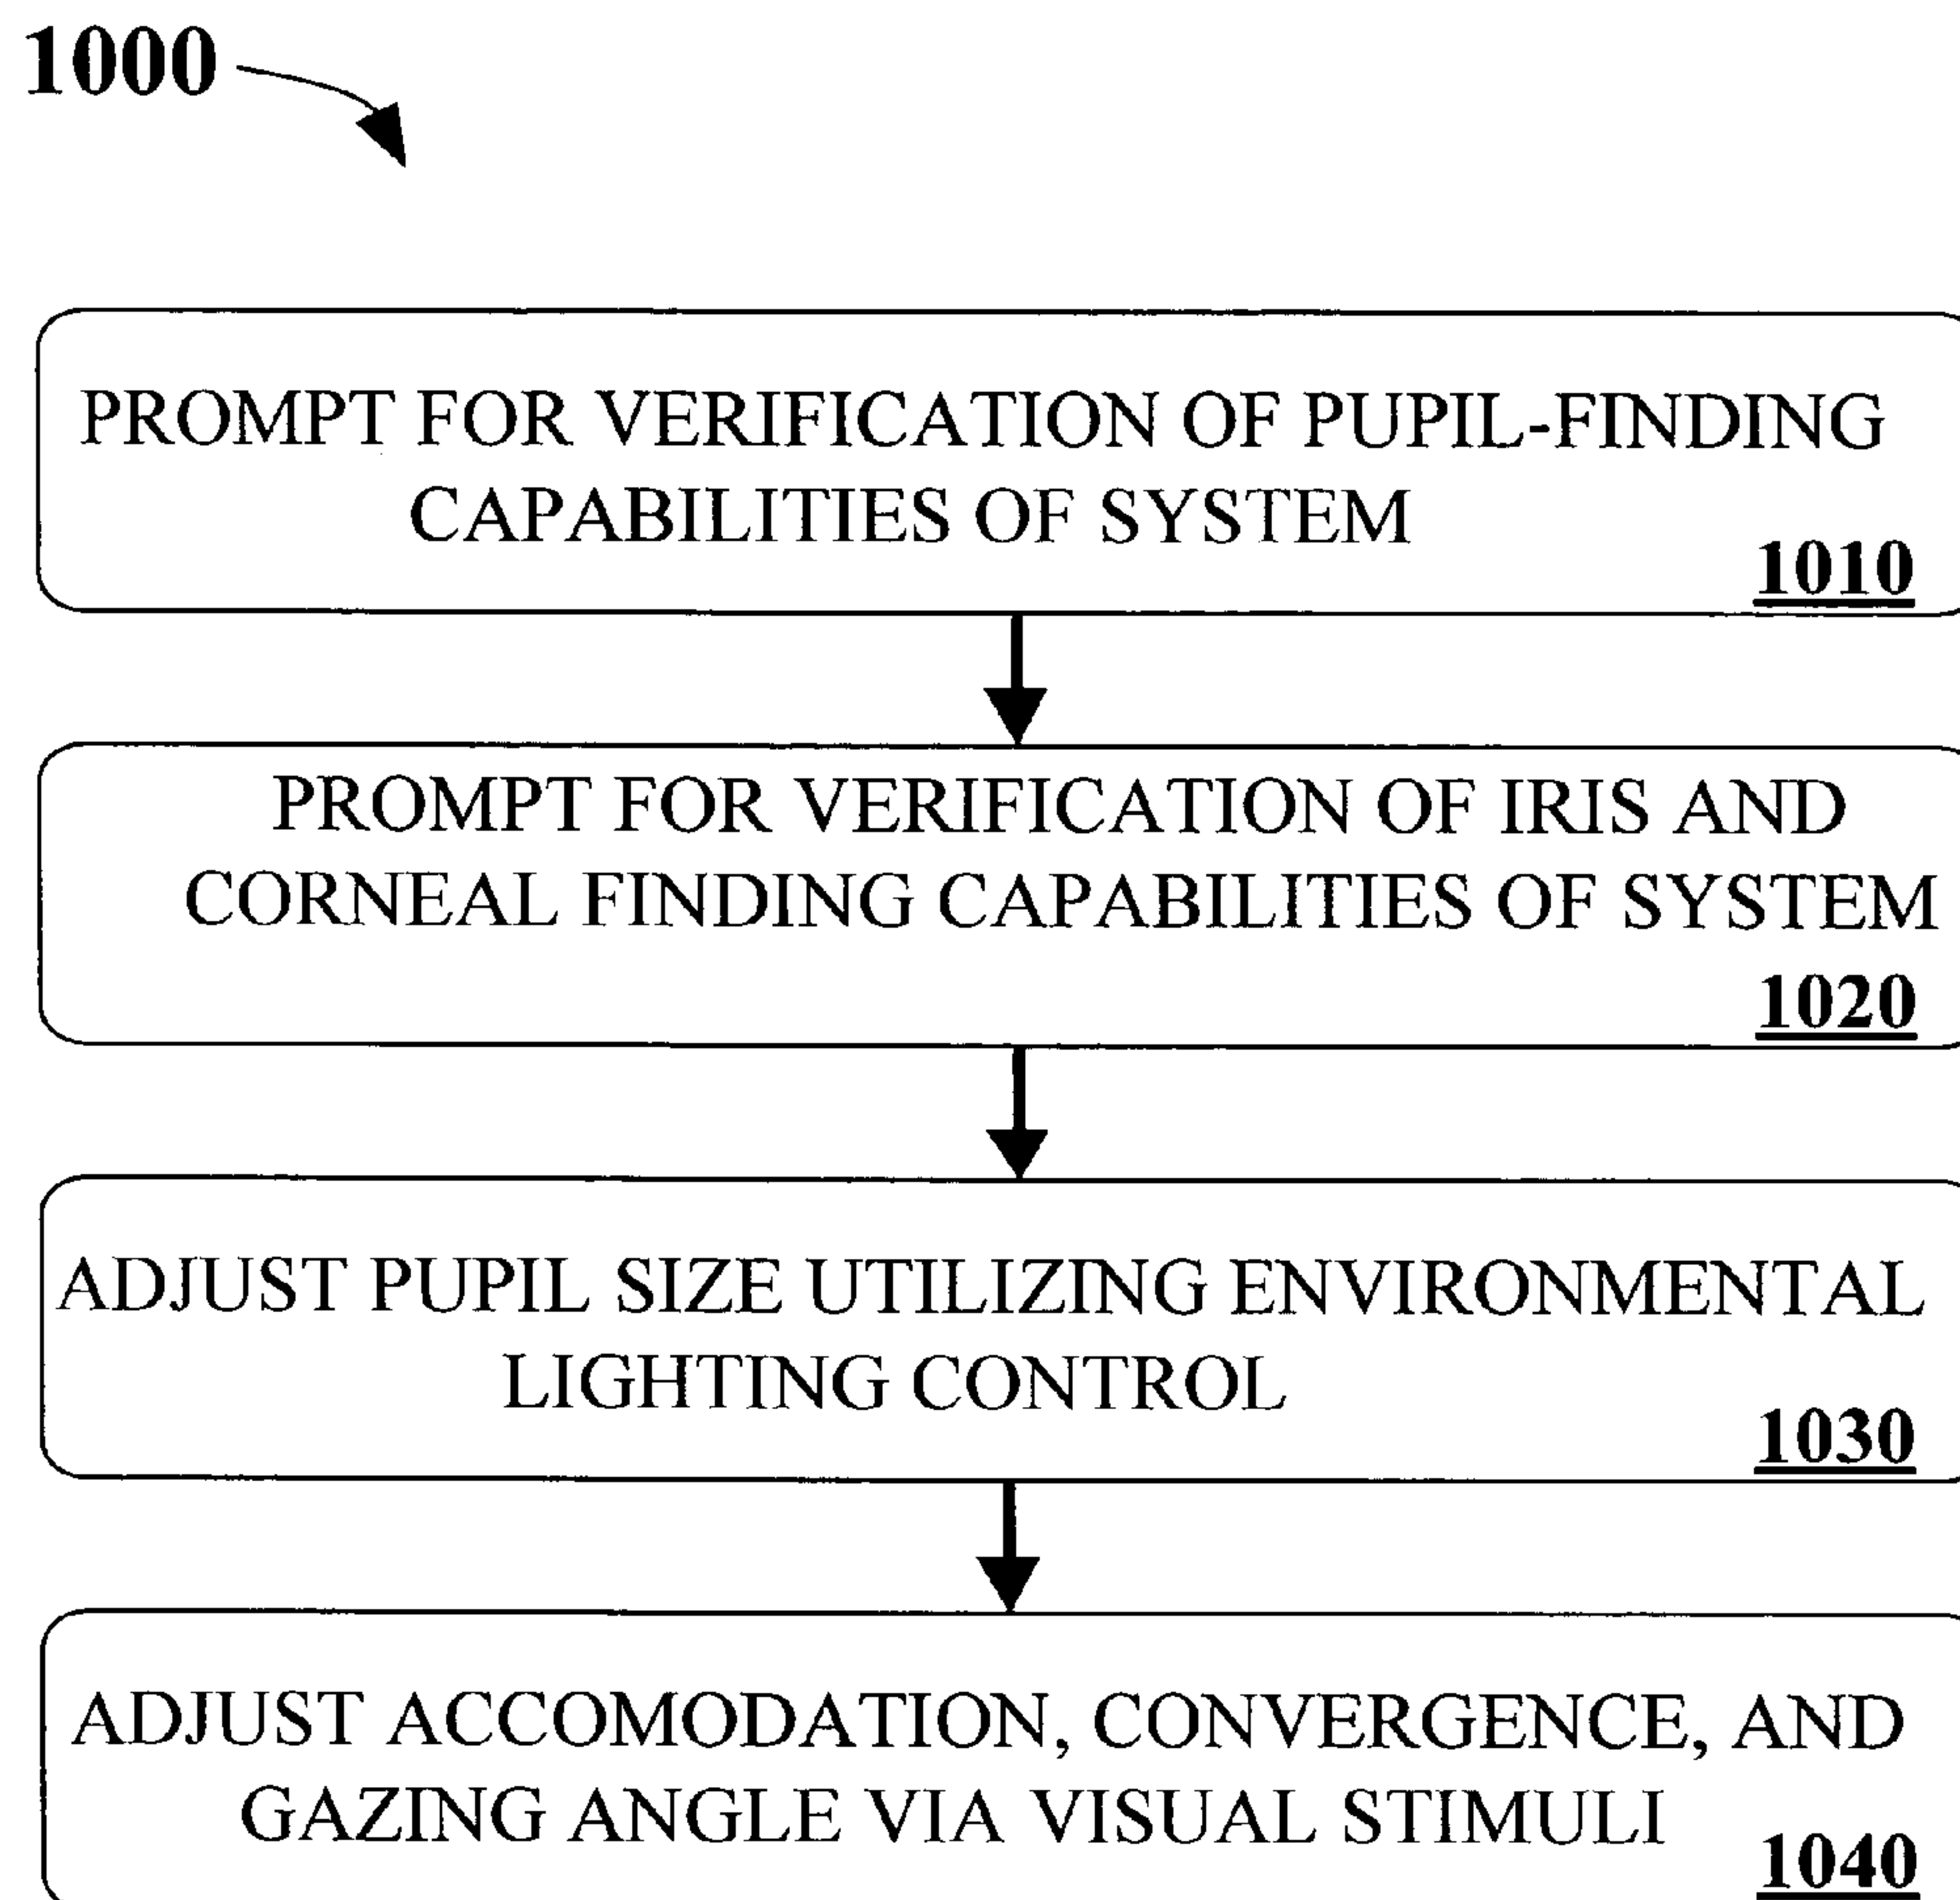 1000
PROMPT FOR VERIFICATION OF PUPIL-FINDING
CAPABILITIES OF SYSTEM
1010
PROMPT FOR VERIFICATION OF IRIS AND
CORNEAL FINDING CAPABILITIES OF SYSTEM
1020
ADJUST PUPIL SIZE UTILIZING ENVIRONMENTAL
LIGHTING CONTROL
1030
ADJUST ACCOMODATION, CONVERGENCE, AND
GAZING ANGLE VIA VISUAL STIMULI
1040